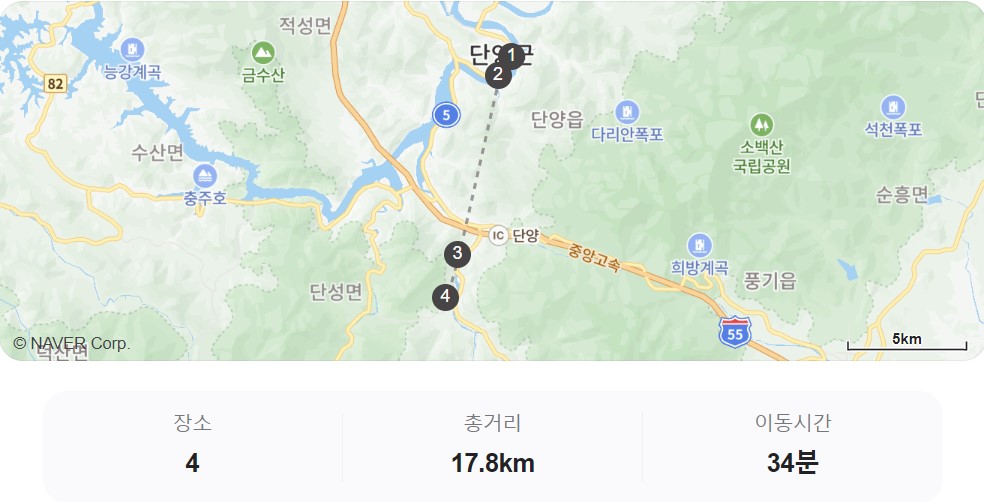 적성면
단양군
1
2
능강계곡
금수산
82
5
단양읍
다리안폭포
소백산
국립공원
석천폭포
수산면
충주호
순흥면
IC 단양
3
중앙고속
희방계곡
풍기읍
단성면
4
55
5km
© NAVER Corp.
덕산면
장소
총거리
이동시간
4
17.8km
34분